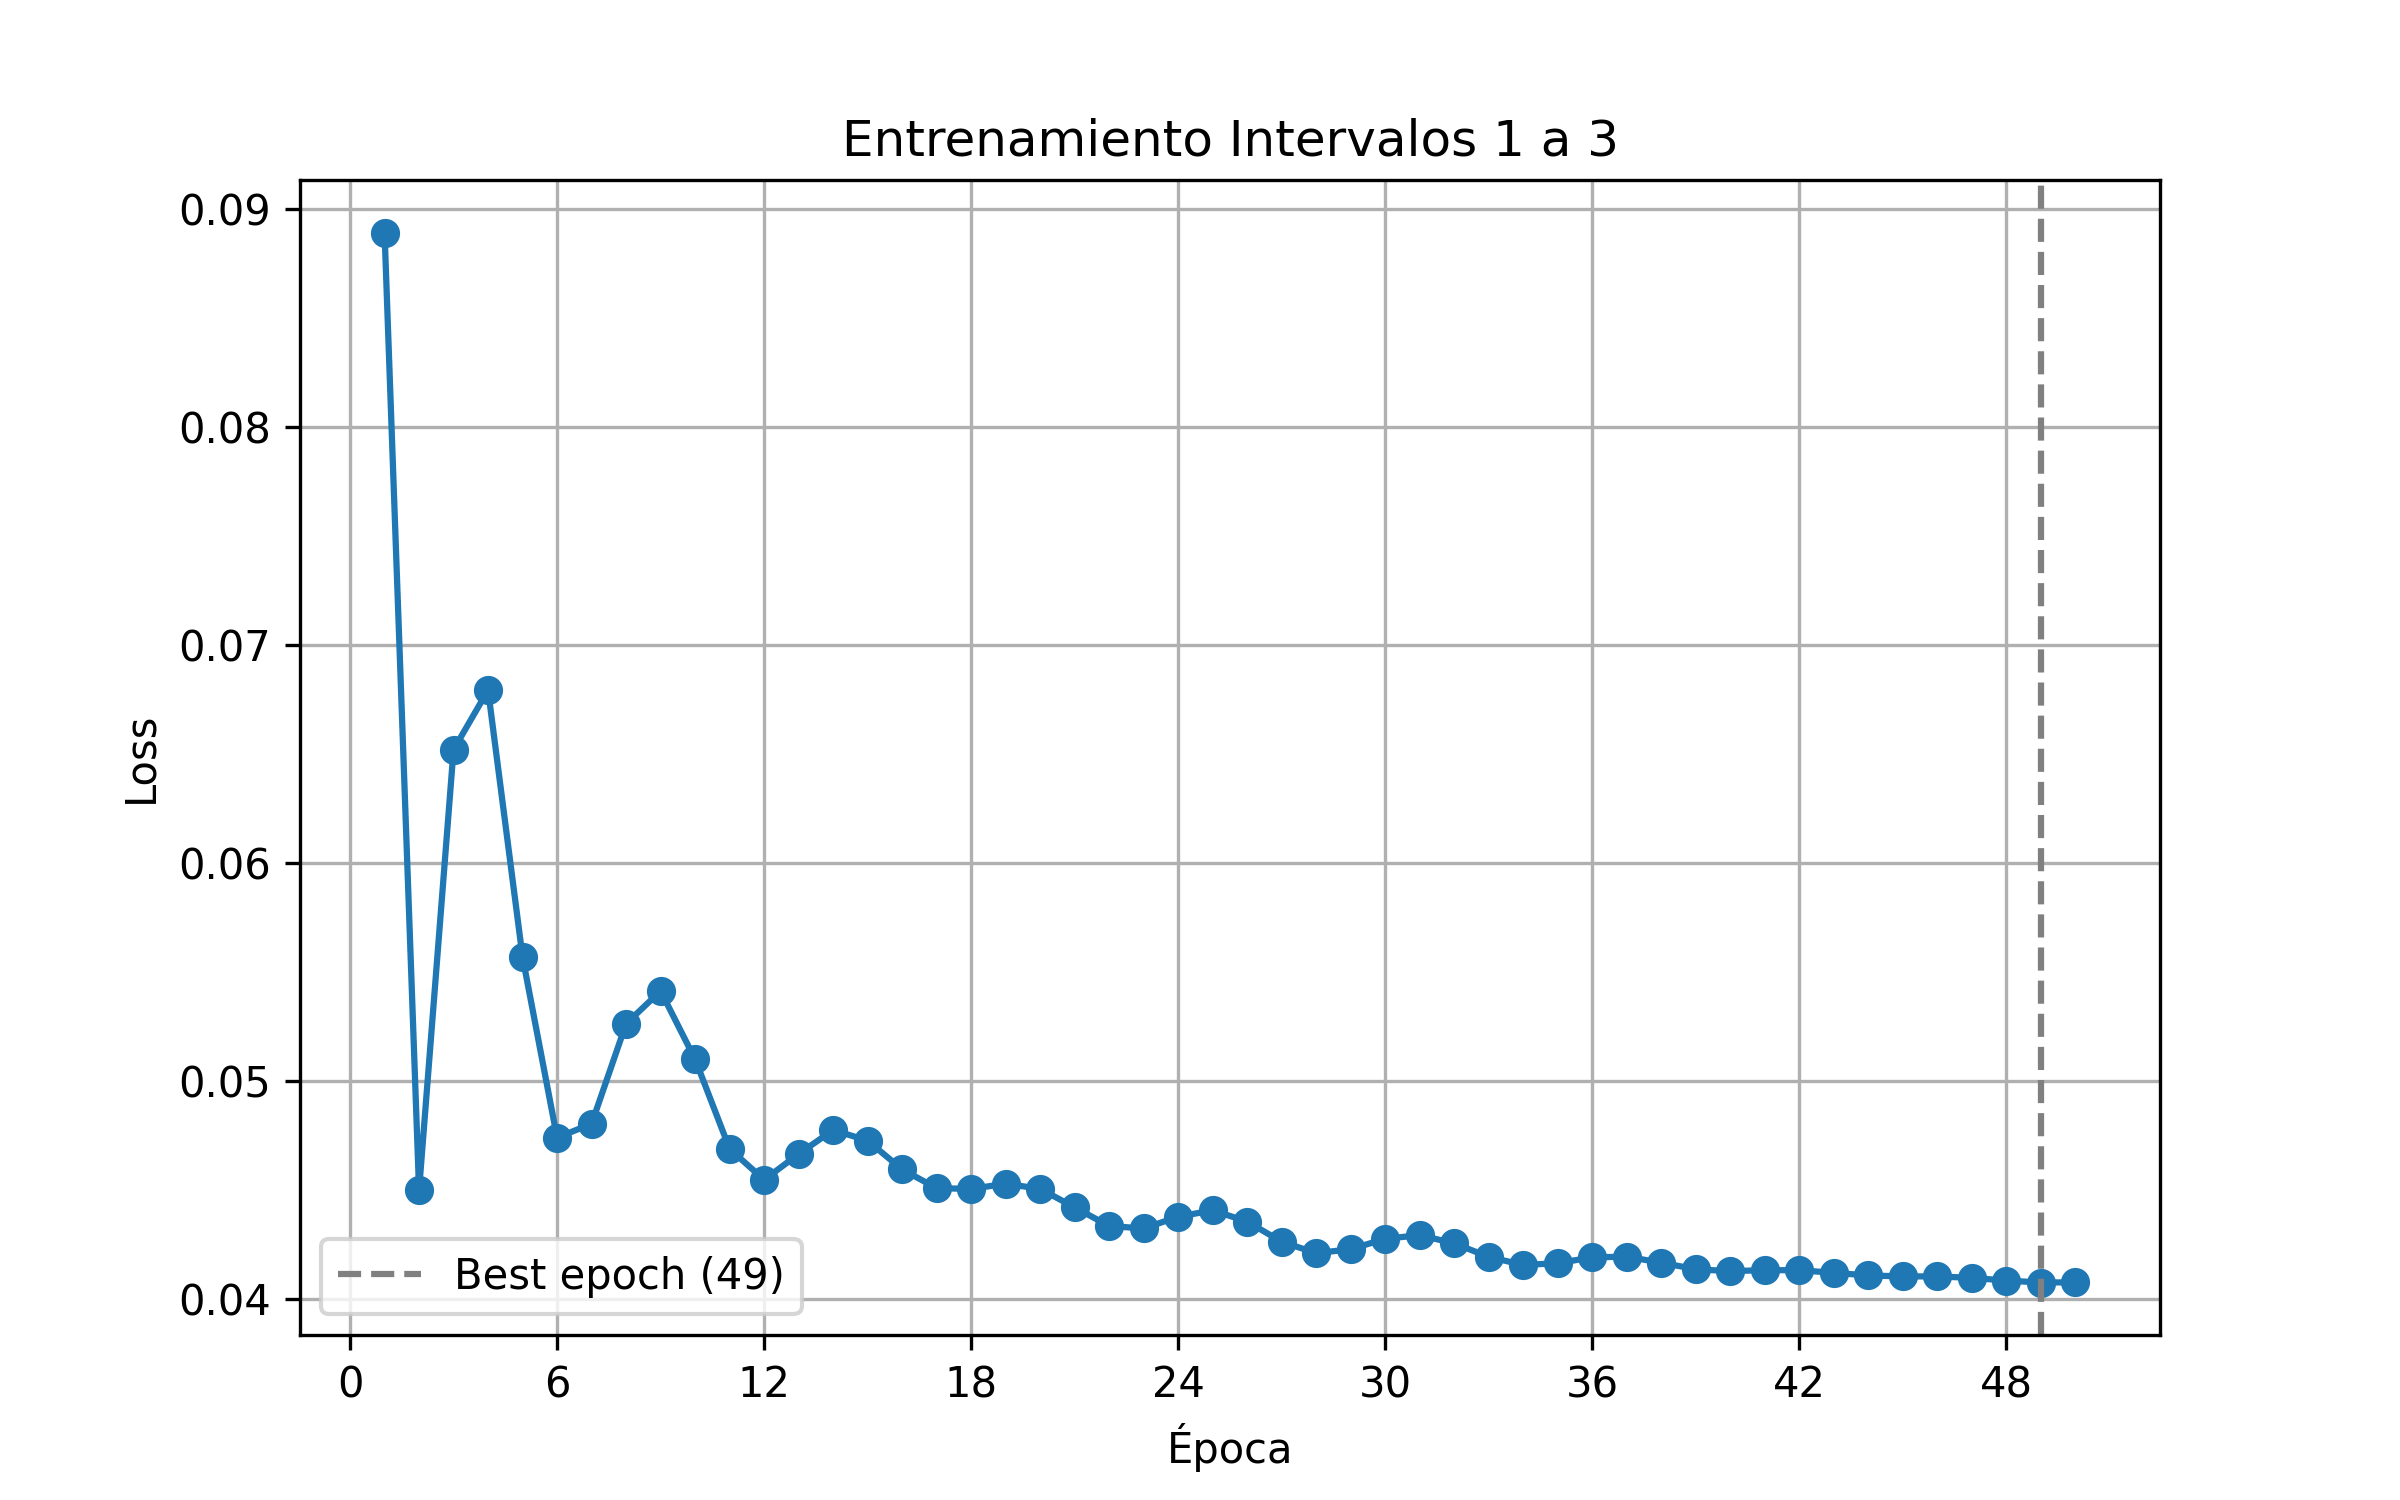 Entrenamiento Intervalos 1 a 3
0.09
0.08
0.07
0.06
0.05
0.04
Loss
Best epoch (49)
0 6 12 18 24 30 36 42 48
Época